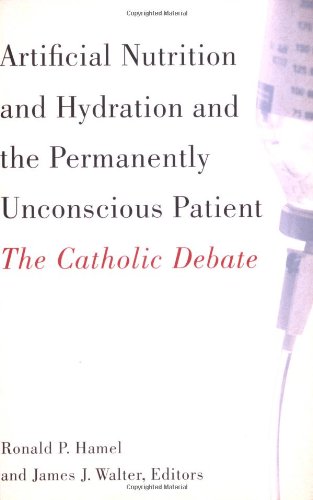 Artificial Nutrition
and Hydration and
the Permanently
Unconscious Patient
The Catholic Debate
Ronald P. Hamel
and James J. Walter, Editors